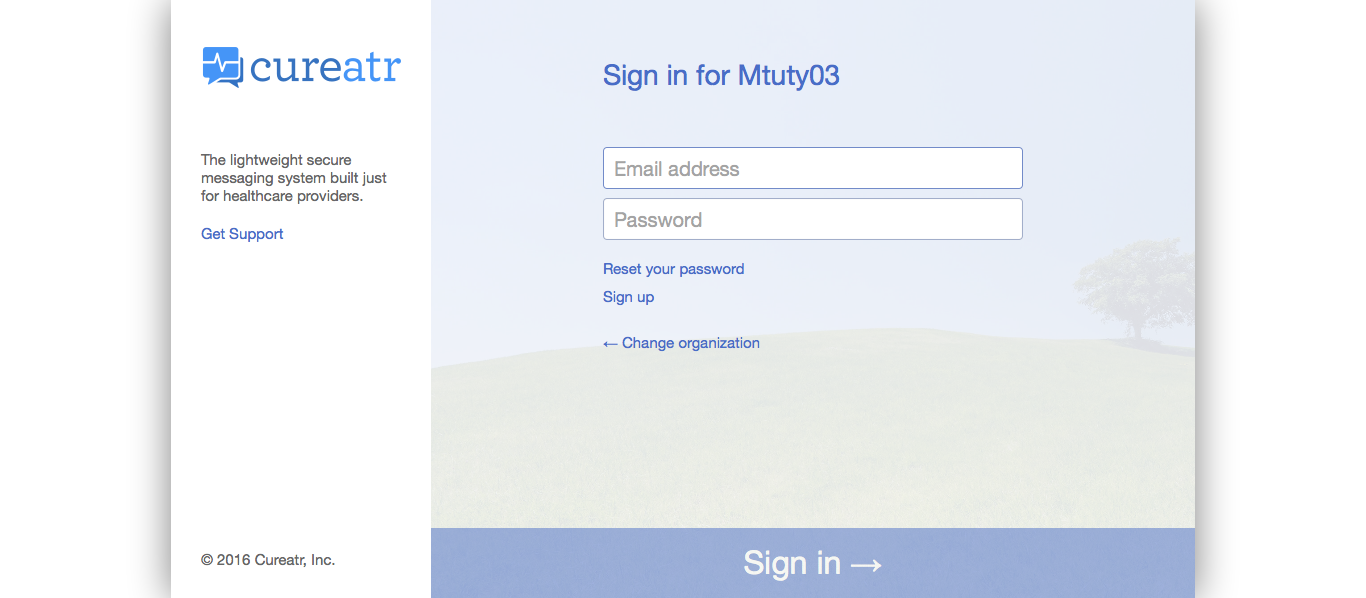 cureatr
The lightweight secure
messaging system built just
for healthcare providers.
Get Support
© 2016 Cureatr, Inc.
Sign in for Mtuty03
Email address
Password
Reset your password
Sign up
← Change organization
Sign in →